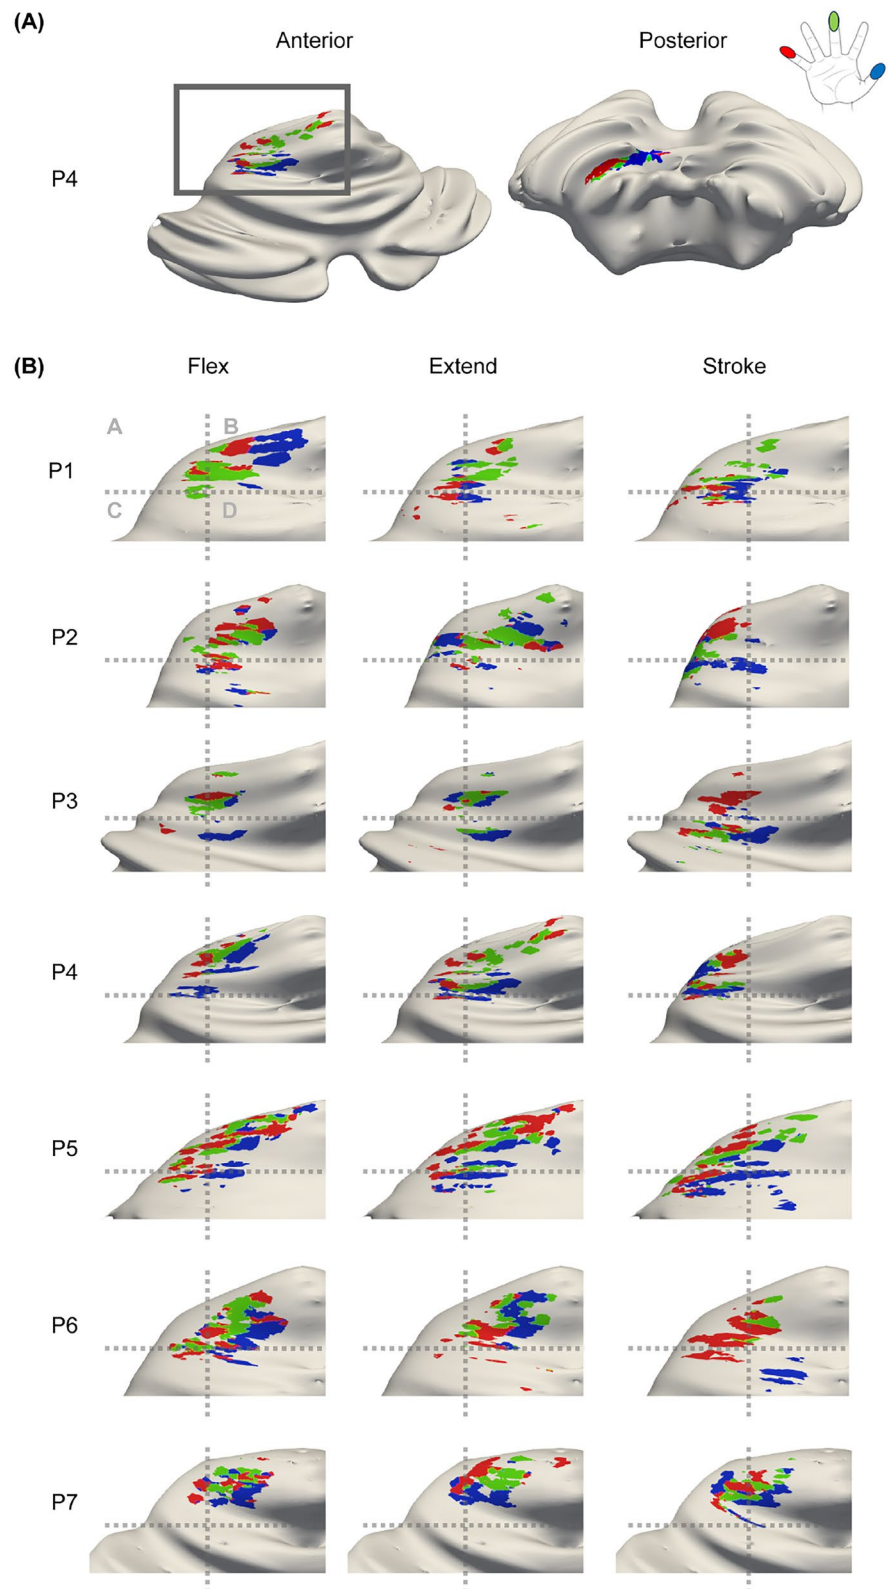 (A)
Anterior Posterior
P4
(B)
Flex Extend Stroke
A B
P1
C D
P2
P3
P4
P5
P6
P7